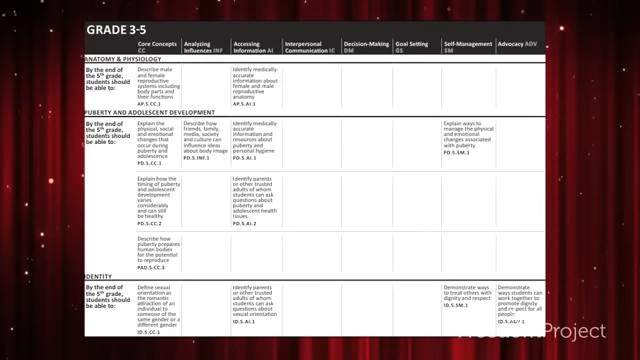 GRADE 3-5
Core Concepts CC
Analyzing Influences INF
Accessing Information AI
Interpersonal Communication IC
Decision-Making DM
Goal Setting GS
Self-Management SM
Advocacy ADV
ANATOMY & PHYSIOLOGY
By the end of the 5th grade, students should be able to:
Describe male
and female
reproductive
systems including
body parts and
their functions
AP.5.CC.1
Identify medically-
accurate
information about
female and male
reproductive
anatomy
AP.5.AI.1
PUBERTY AND ADOLESCENT DEVELOPMENT
By the end of the 5th grade, students should be able to:
Explain the
physical, social
and emotional
changes that
occur during
puberty and
adolescence
PD.5.CC.1
Describe how
friends, family,
media, society
and culture can
influence ideas
about body image
PD.5.INF.1
Identify medically-
accurate
information and
resources about
puberty and
personal hygiene
PD.5.AI.1
Explain ways to
manage the physical
and emotional
changes associated
with puberty
PD.5.SM.1
Explain how the
timing of puberty
and adolescent
development
varies
considerably and
can still
be healthy
PD.5.CC.2
Identify parents
or other trusted
adults of whom
students can ask
questions about
puberty and
adolescent health
issues
PD.5.AI.2
Describe how
puberty prepares
human bodies
for the potential
to reproduce
PAD.5.CC.3
IDENTITY
By the end of the 5th grade, students should be able to:
Define sexual
orientation as
the romantic
attraction of an
individual to
someone of the
same gender or a
different gender
ID.5.CC.1
Identify parents
or other trusted
adults of whom
students can ask
questions about
sexual orientation
ID.5.AI.1
Demonstrate ways
to treat others with
dignity and respect
ID.5.SM.1
Demonstrate
ways students can
work together to
promote dignity
and respect for all
people
ID.5.ADV.1
FreedomProject